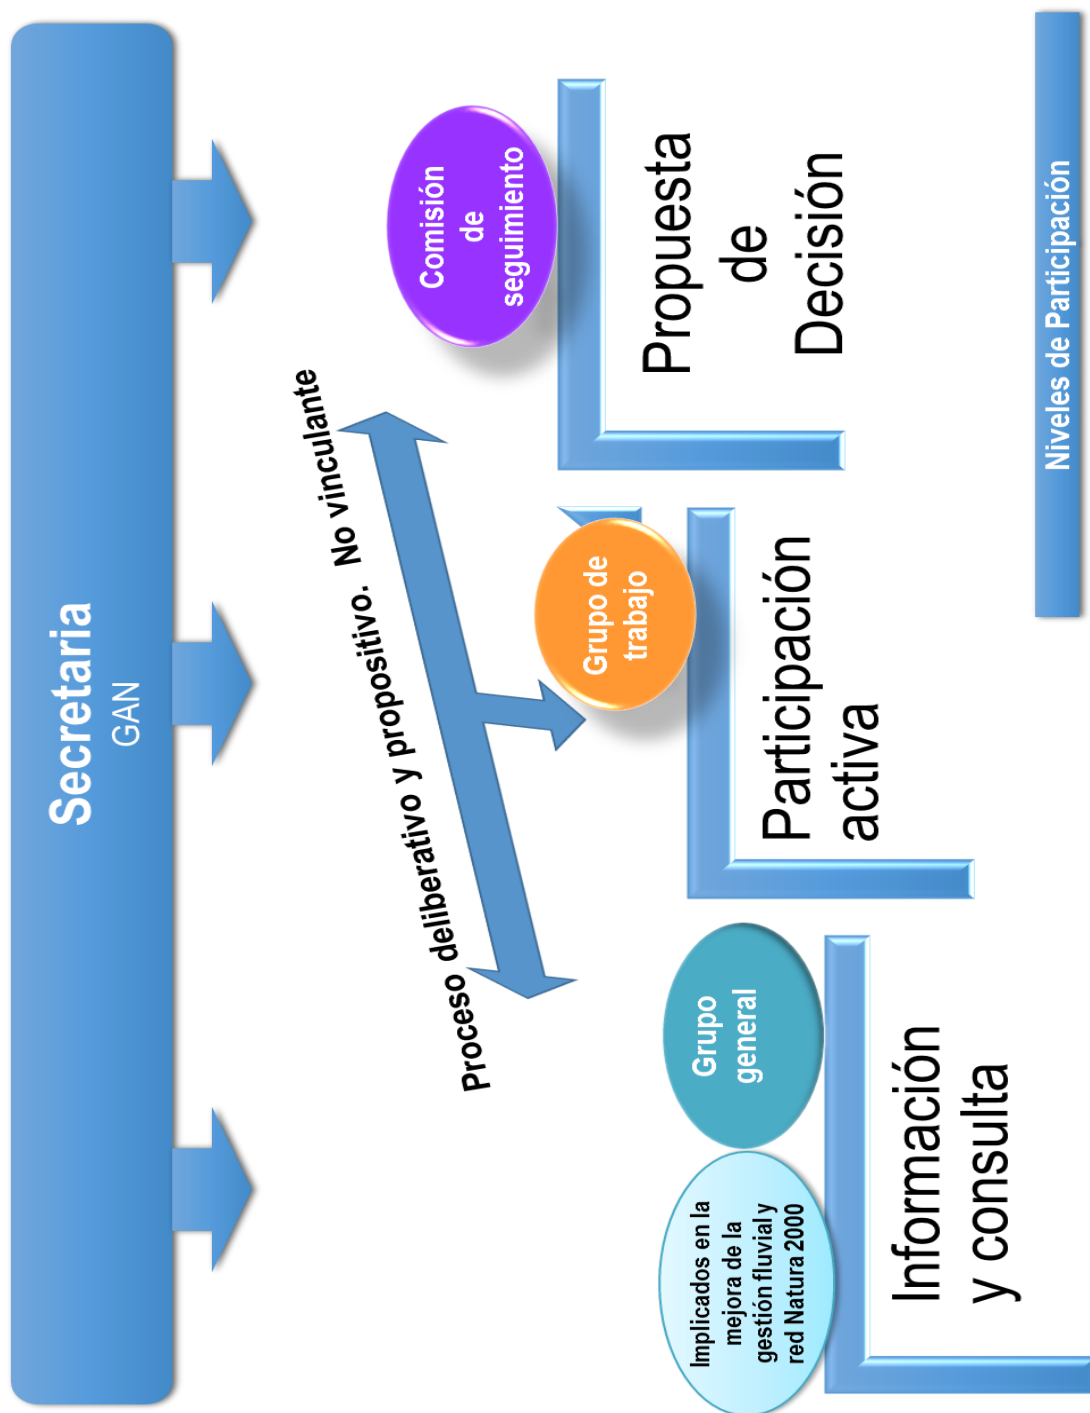 Secretaria
GAN
Proceso deliberativo y propositivo. No vinculante
Implicados en la
mejora de la
gestión fluvial y
red Natura 2000
Grupo
general
Información
y consulta
Grupo de
trabajo
Participación
activa
Comisión
de
seguimiento
Propuesta
de
Decisión
Niveles de Participación